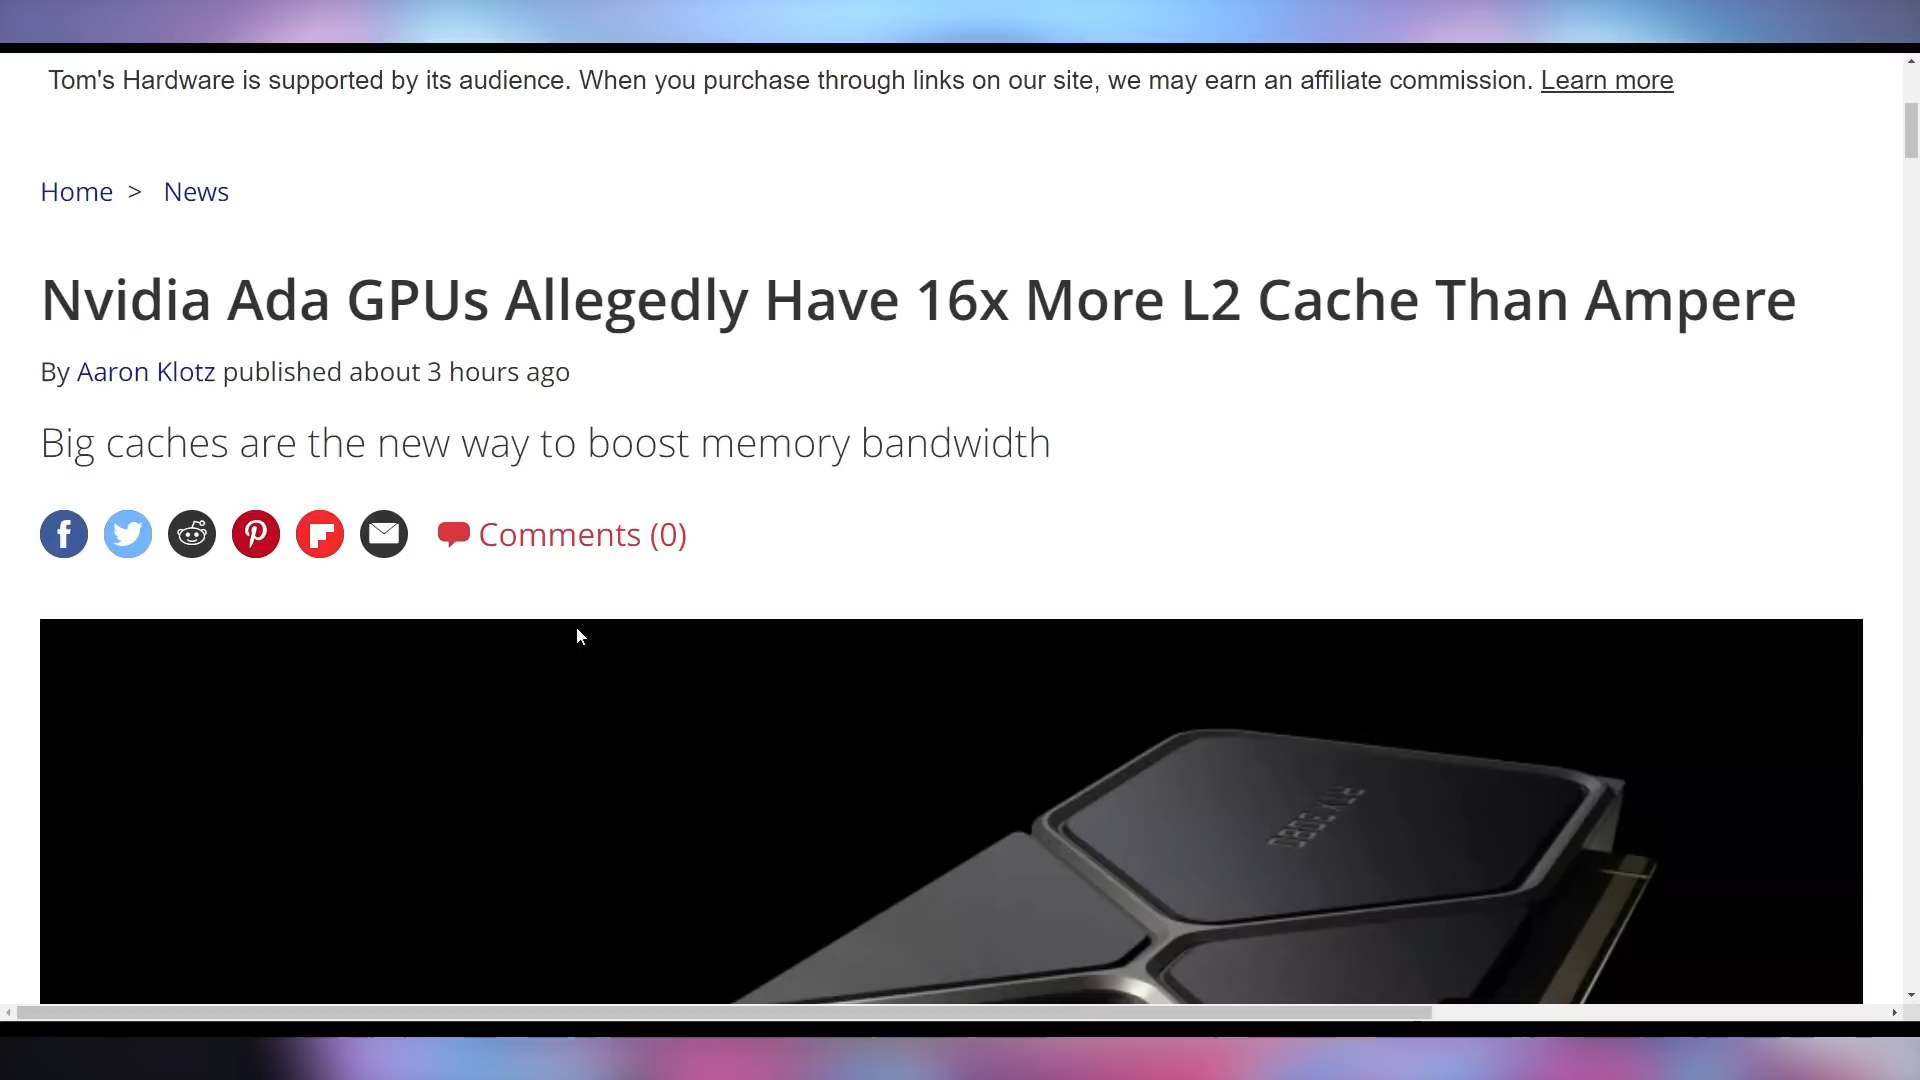 Tom's Hardware is supported by its audience. When you purchase through links on our site, we may earn an affiliate commission. Learn more
Home > News
Nvidia Ada GPUs Allegedly Have 16x More L2 Cache Than Ampere
By Aaron Klotz published about 3 hours ago
Big caches are the new way to boost memory bandwidth
Comments (0)
RTX 3080